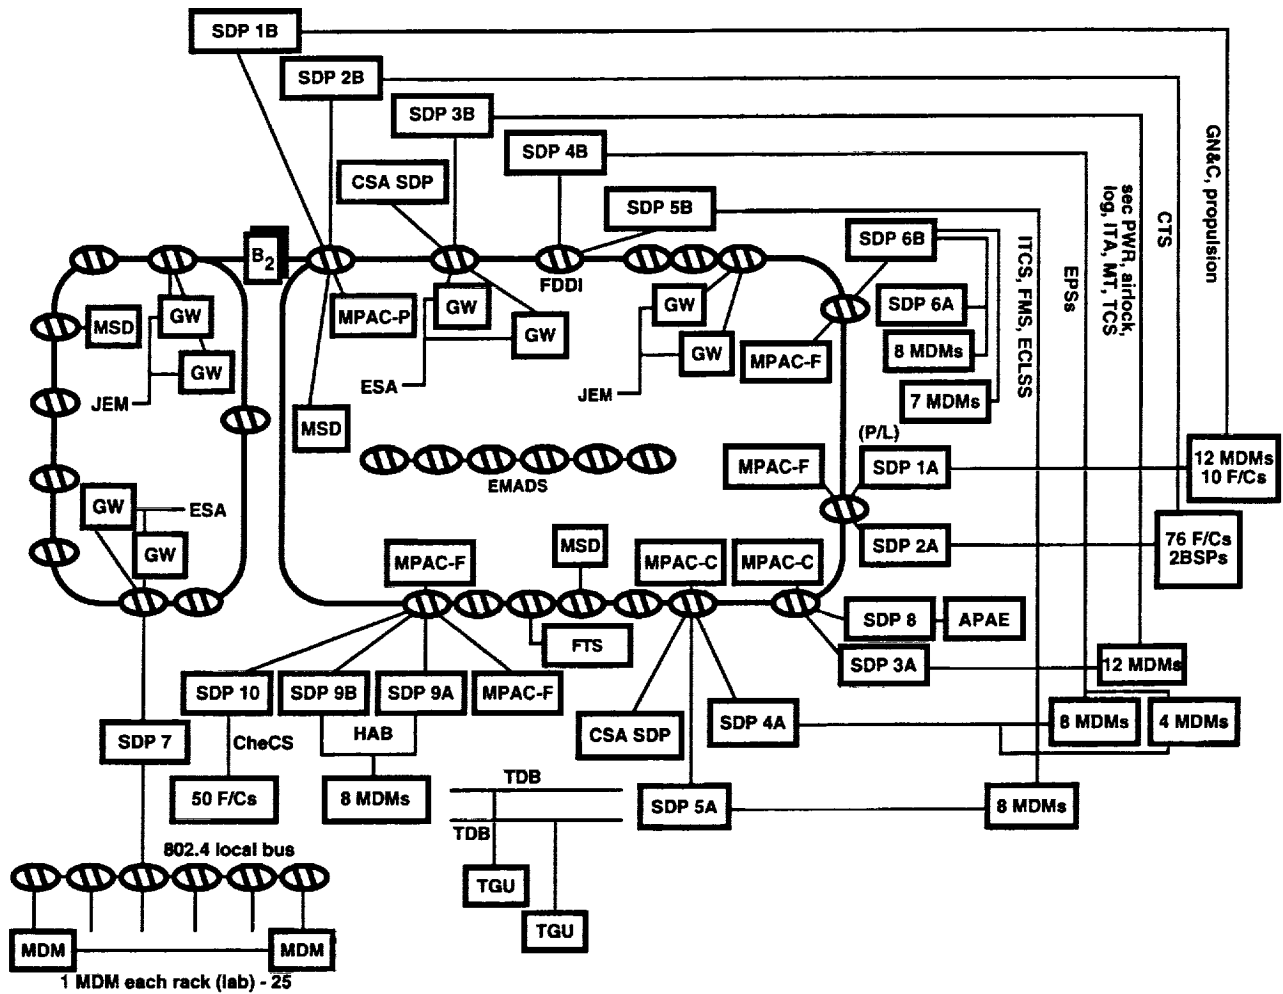 SDP 1B
SDP 2B
SDP 3B
SDP 4B
CSA SDP
SDP 5B
SDP 6B
B2
FDDI
GW
MSD
GW
JEM
MPAC-P
GW
GW
ESA
GW
GW
JEM
MPAC-F
SDP 6A
8 MDMs
7 MDMs
MSD
EMADS
GW
ESA
GW
(P/L)
MPAC-F
SDP 1A
SDP 2A
GN&C, propulsion
CTS
sec PWR, airlock,
log, ITA, MT, TCS
EPSs
ITCS, FMS, ECLSS
12 MDMs
10 F/Cs
76 F/Cs
2BSPs
MPAC-F
MSD
MPAC-C
MPAC-C
FTS
SDP 8
APAE
SDP 3A
12 MDMs
SDP 10
SDP 9B
SDP 9A
MPAC-F
CSA SDP
SDP 4A
8 MDMs
4 MDMs
SDP 7
CheCS
HAB
50 F/Cs
8 MDMs
TDB
TDB
SDP 5A
8 MDMs
TGU
TGU
802.4 local bus
MDM
MDM
1 MDM each rack (lab) - 25